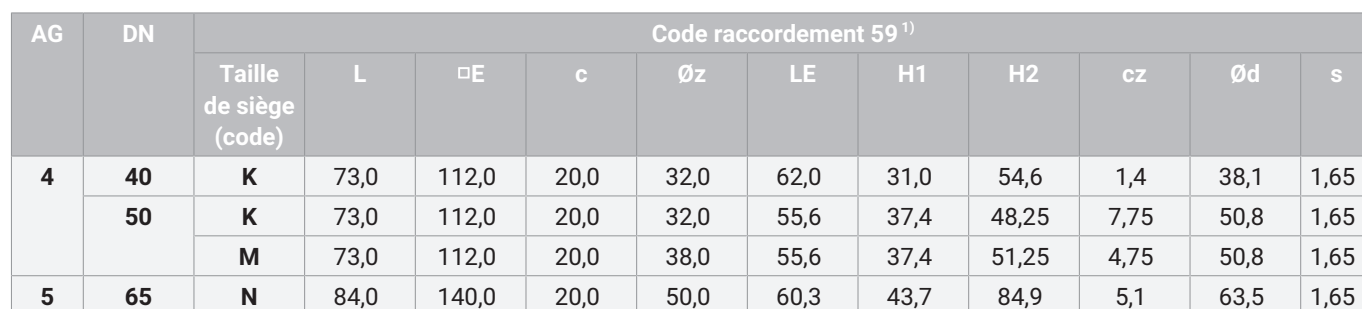 AG DN Code raccordement 59 1)
Taille de siège (code) L □E c Øz LE H1 H2 cz Ød s
4 40 K 73,0 112,0 20,0 32,0 62,0 31,0 54,6 1,4 38,1 1,65
50 K 73,0 112,0 20,0 32,0 55,6 37,4 48,25 7,75 50,8 1,65
M 73,0 112,0 20,0 38,0 55,6 37,4 51,25 4,75 50,8 1,65
5 65 N 84,0 140,0 20,0 50,0 60,3 43,7 84,9 5,1 63,5 1,65